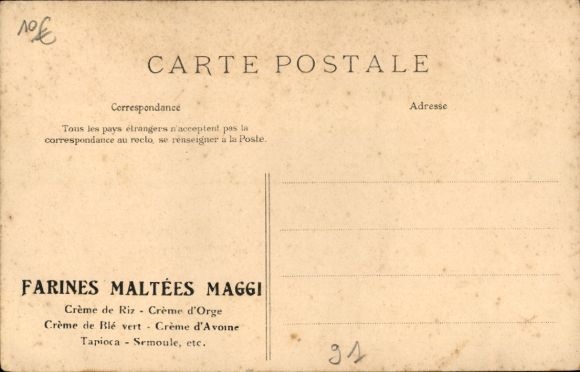 10€
CARTE POSTALE
Correspondance
Adresse
Tous les pays étrangers n'acceptent pas la
correspondance au recto, se renseigner à la Poste.
FARINES MALTÉES MAGGI
Crème de Riz - Crème d'Orge
Crème de Blé vert - Crème d'Avoine
Tapioca - Semoule, etc.
91